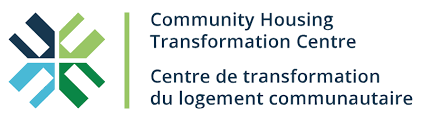 Community Housing
Transformation Centre
Centre de transformation
du logement communautaire